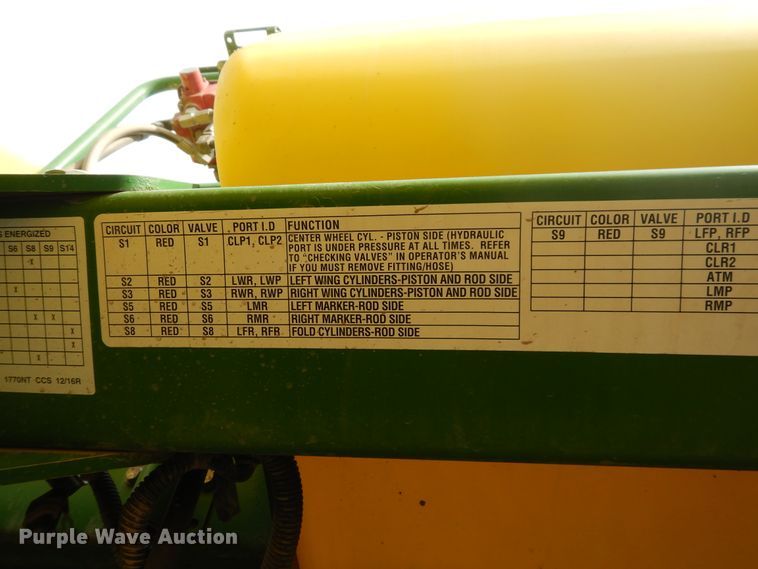 S ENERGIZED
S6 S8 S9 S14
X
X
X
X
X
X
1770NT CCS 12/16R
CIRCUIT COLOR VALVE PORT I.D FUNCTION
S1 RED S1 CLP1, CLP2 CENTER WHEEL CYL. - PISTON SIDE (HYDRAULIC
PORT IS UNDER PRESSURE AT ALL TIMES. REFER
TO "CHECKING VALVES" IN OPERATOR'S MANUAL
IF YOU MUST REMOVE FITTING/HOSE)
S2 RED S2 LWR, LWP LEFT WING CYLINDERS-PISTON AND ROD SIDE
S3 RED S3 RWR, RWP RIGHT WING CYLINDERS-PISTON AND ROD SIDE
S5 RED S5 LMR LEFT MARKER-ROD SIDE
S6 RED S6 RMR RIGHT MARKER-ROD SIDE
S8 RED S8 LFR, RFR FOLD CYLINDERS-ROD SIDE
CIRCUIT COLOR VALVE PORT I.D
S9 RED S9 LFP, RFP
CLR1
CLR2
ATM
LMP
RMP
Purple Wave Auction